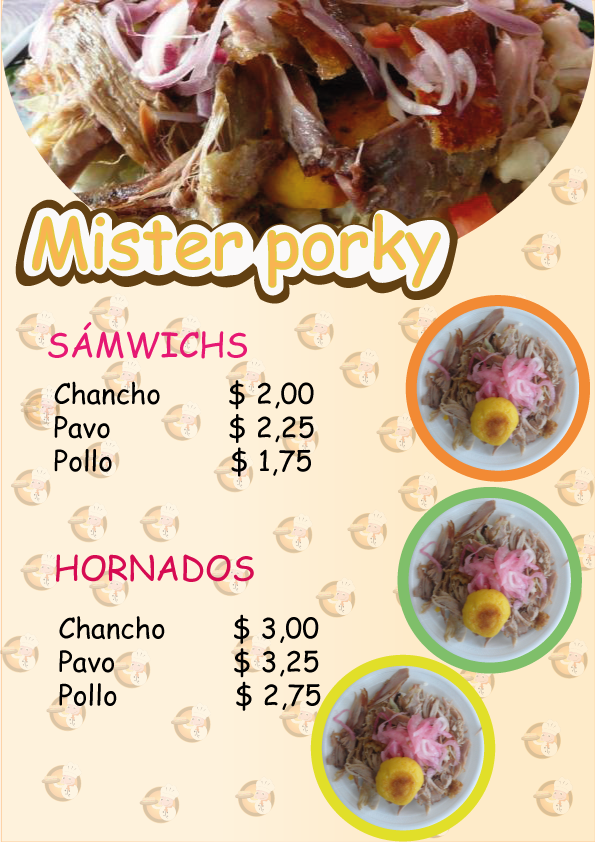 Mister porky
SÁMWICHS
Chancho $ 2,00
Pavo $ 2,25
Pollo $ 1,75
HORNADOS
Chancho $ 3,00
Pavo $ 3,25
Pollo $ 2,75